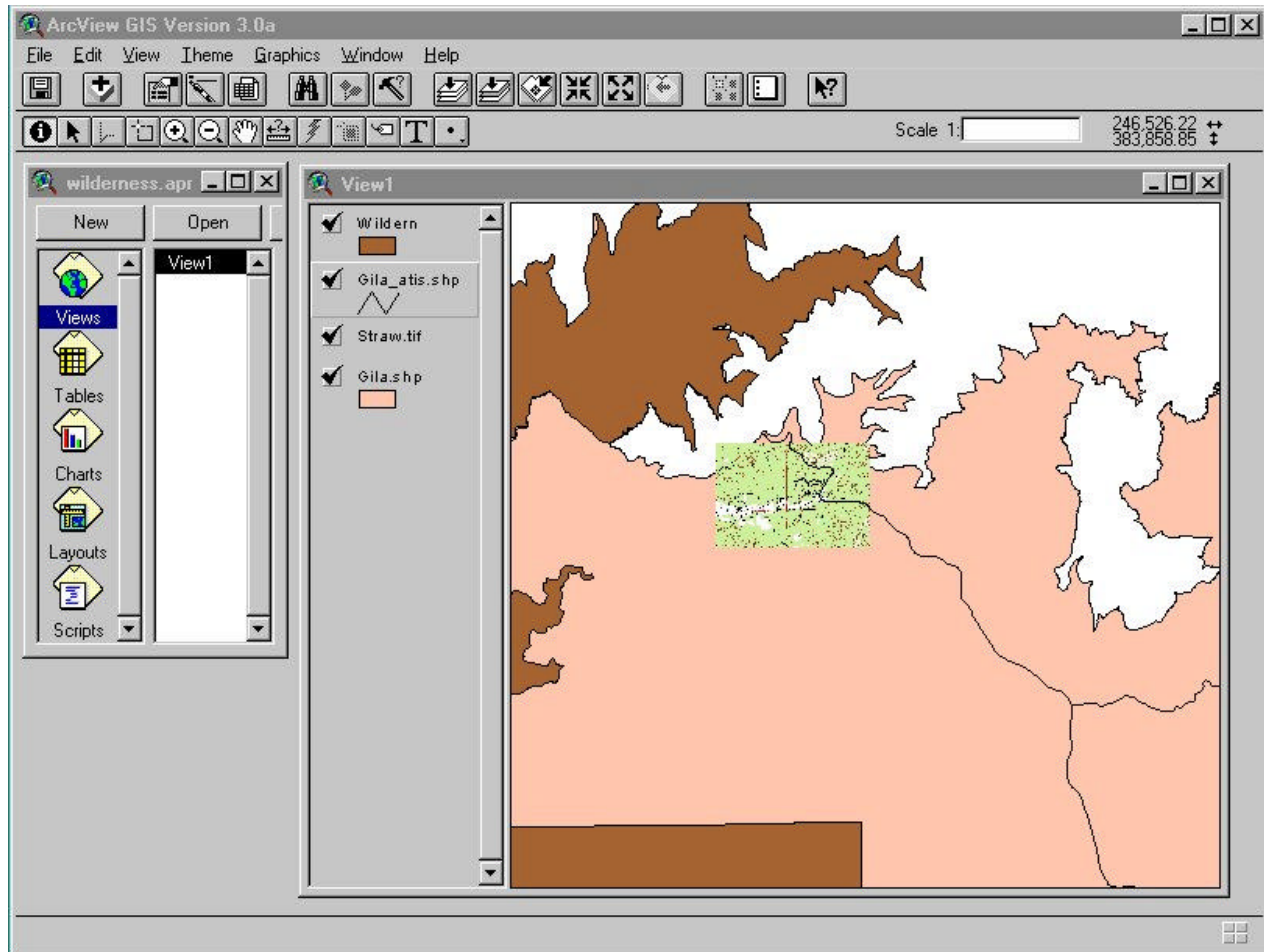 ArcView GIS Version 3.0a
File Edit View Theme Graphics Window Help
Scale 1:
246,526.22
383,858.85
wilderness.apr
New Open
View1
Views
Tables
Charts
Layouts
Scripts
View1
Wildern
Gila_atis.shp
Straw.tif
Gila.shp